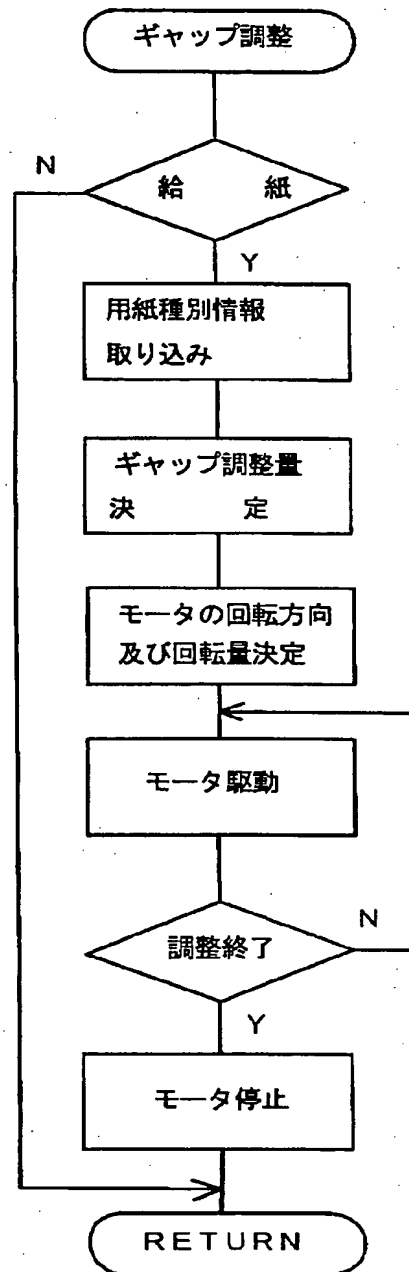 ギャップ調整
N
給 紙
Y
用紙種別情報
取り込み
ギャップ調整量
決 定
モータの回転方向
及び回転量決定
モータ駆動
N
調整終了
Y
モータ停止
RETURN